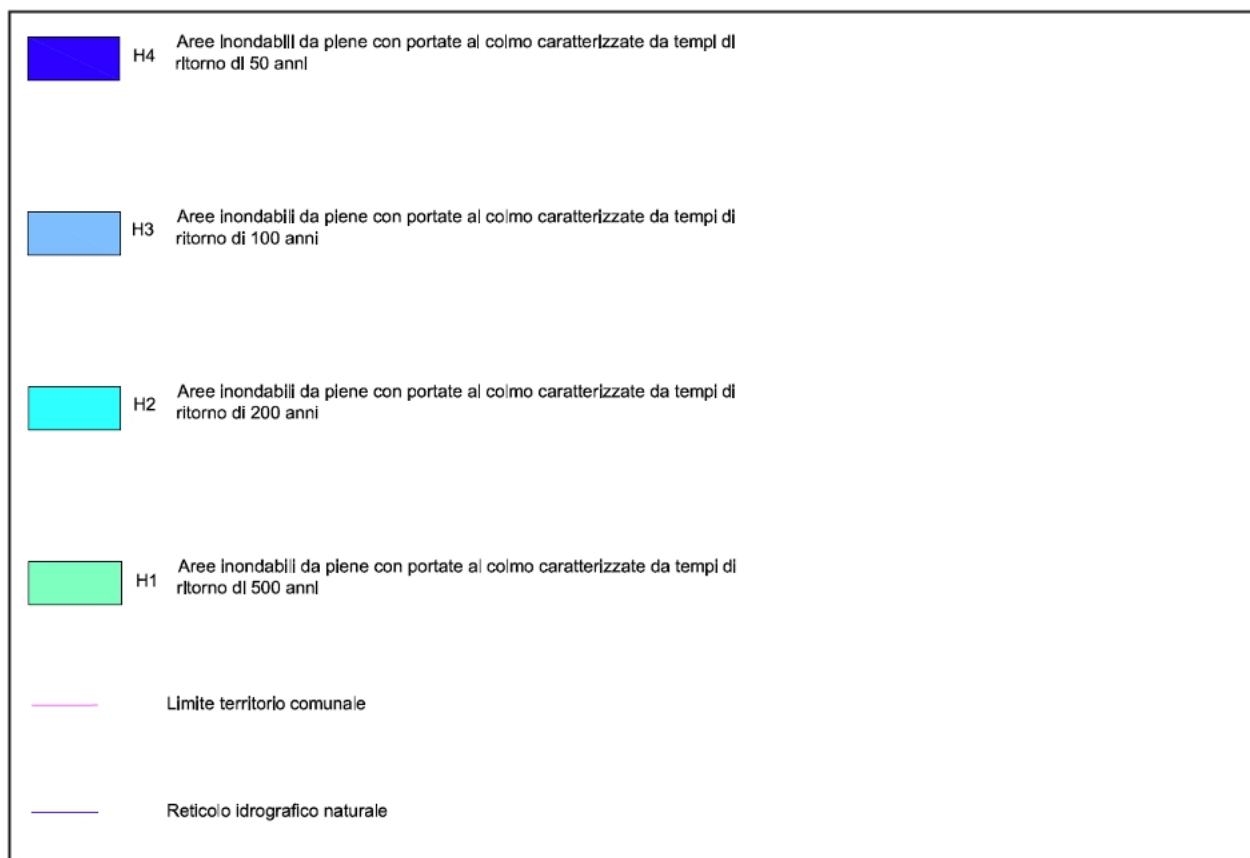 H4 Aree inondabili da piene con portate al colmo caratterizzate da tempi di
ritorno di 50 anni
H3 Aree inondabili da piene con portate al colmo caratterizzate da tempi di
ritorno di 100 anni
H2 Aree inondabili da piene con portate al colmo caratterizzate da tempi di
ritorno di 200 anni
H1 Aree inondabili da piene con portate al colmo caratterizzate da tempi di
ritorno di 500 anni
Limite territorio comunale
Reticolo idrografico naturale